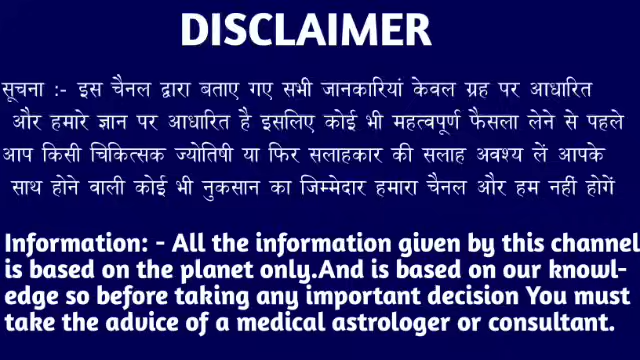 DISCLAIMER
सूचना :- इस चैनल द्वारा बताए गए सभी जानकारियां केवल ग्रह पर आधारित
और हमारे ज्ञान पर आधारित है इसलिए कोई भी महत्वपूर्ण फैसला लेने से पहले
आप किसी चिकित्सक ज्योतिषी या फिर सलाहकार की सलाह अवश्य लें आपके
साथ होने वाली कोई भी नुकसान का जिम्मेदार हमारा चैनल और हम नहीं होगें
Information: - All the information given by this channel
is based on the planet only.And is based on our knowl-
edge so before taking any important decision You must
take the advice of a medical astrologer or consultant.